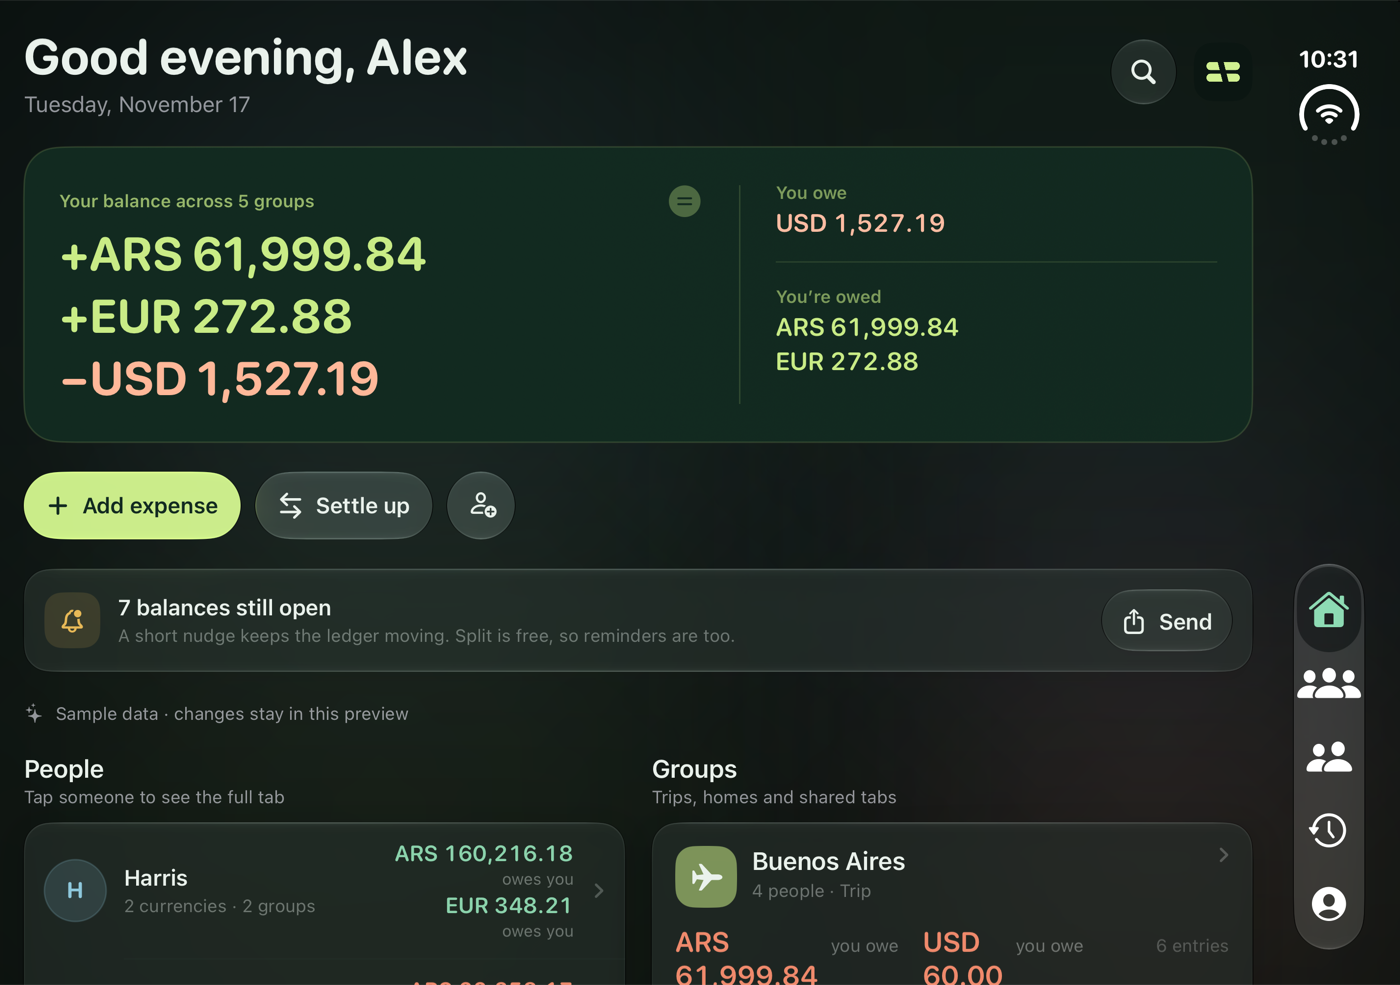 Good evening, Alex
Tuesday, November 17
10:31
Your balance across 5 groups
+ARS 61,999.84
+EUR 272.88
−USD 1,527.19
You owe
USD 1,527.19
You’re owed
ARS 61,999.84
EUR 272.88
Add expense
Settle up
7 balances still open
A short nudge keeps the ledger moving. Split is free, so reminders are too.
Send
Sample data · changes stay in this preview
People
Tap someone to see the full tab
H
Harris
2 currencies · 2 groups
ARS 160,216.18
owes you
EUR 348.21
owes you
Groups
Trips, homes and shared tabs
Buenos Aires
4 people · Trip
ARS 61,999.84 you owe
USD 60.00 you owe
6 entries